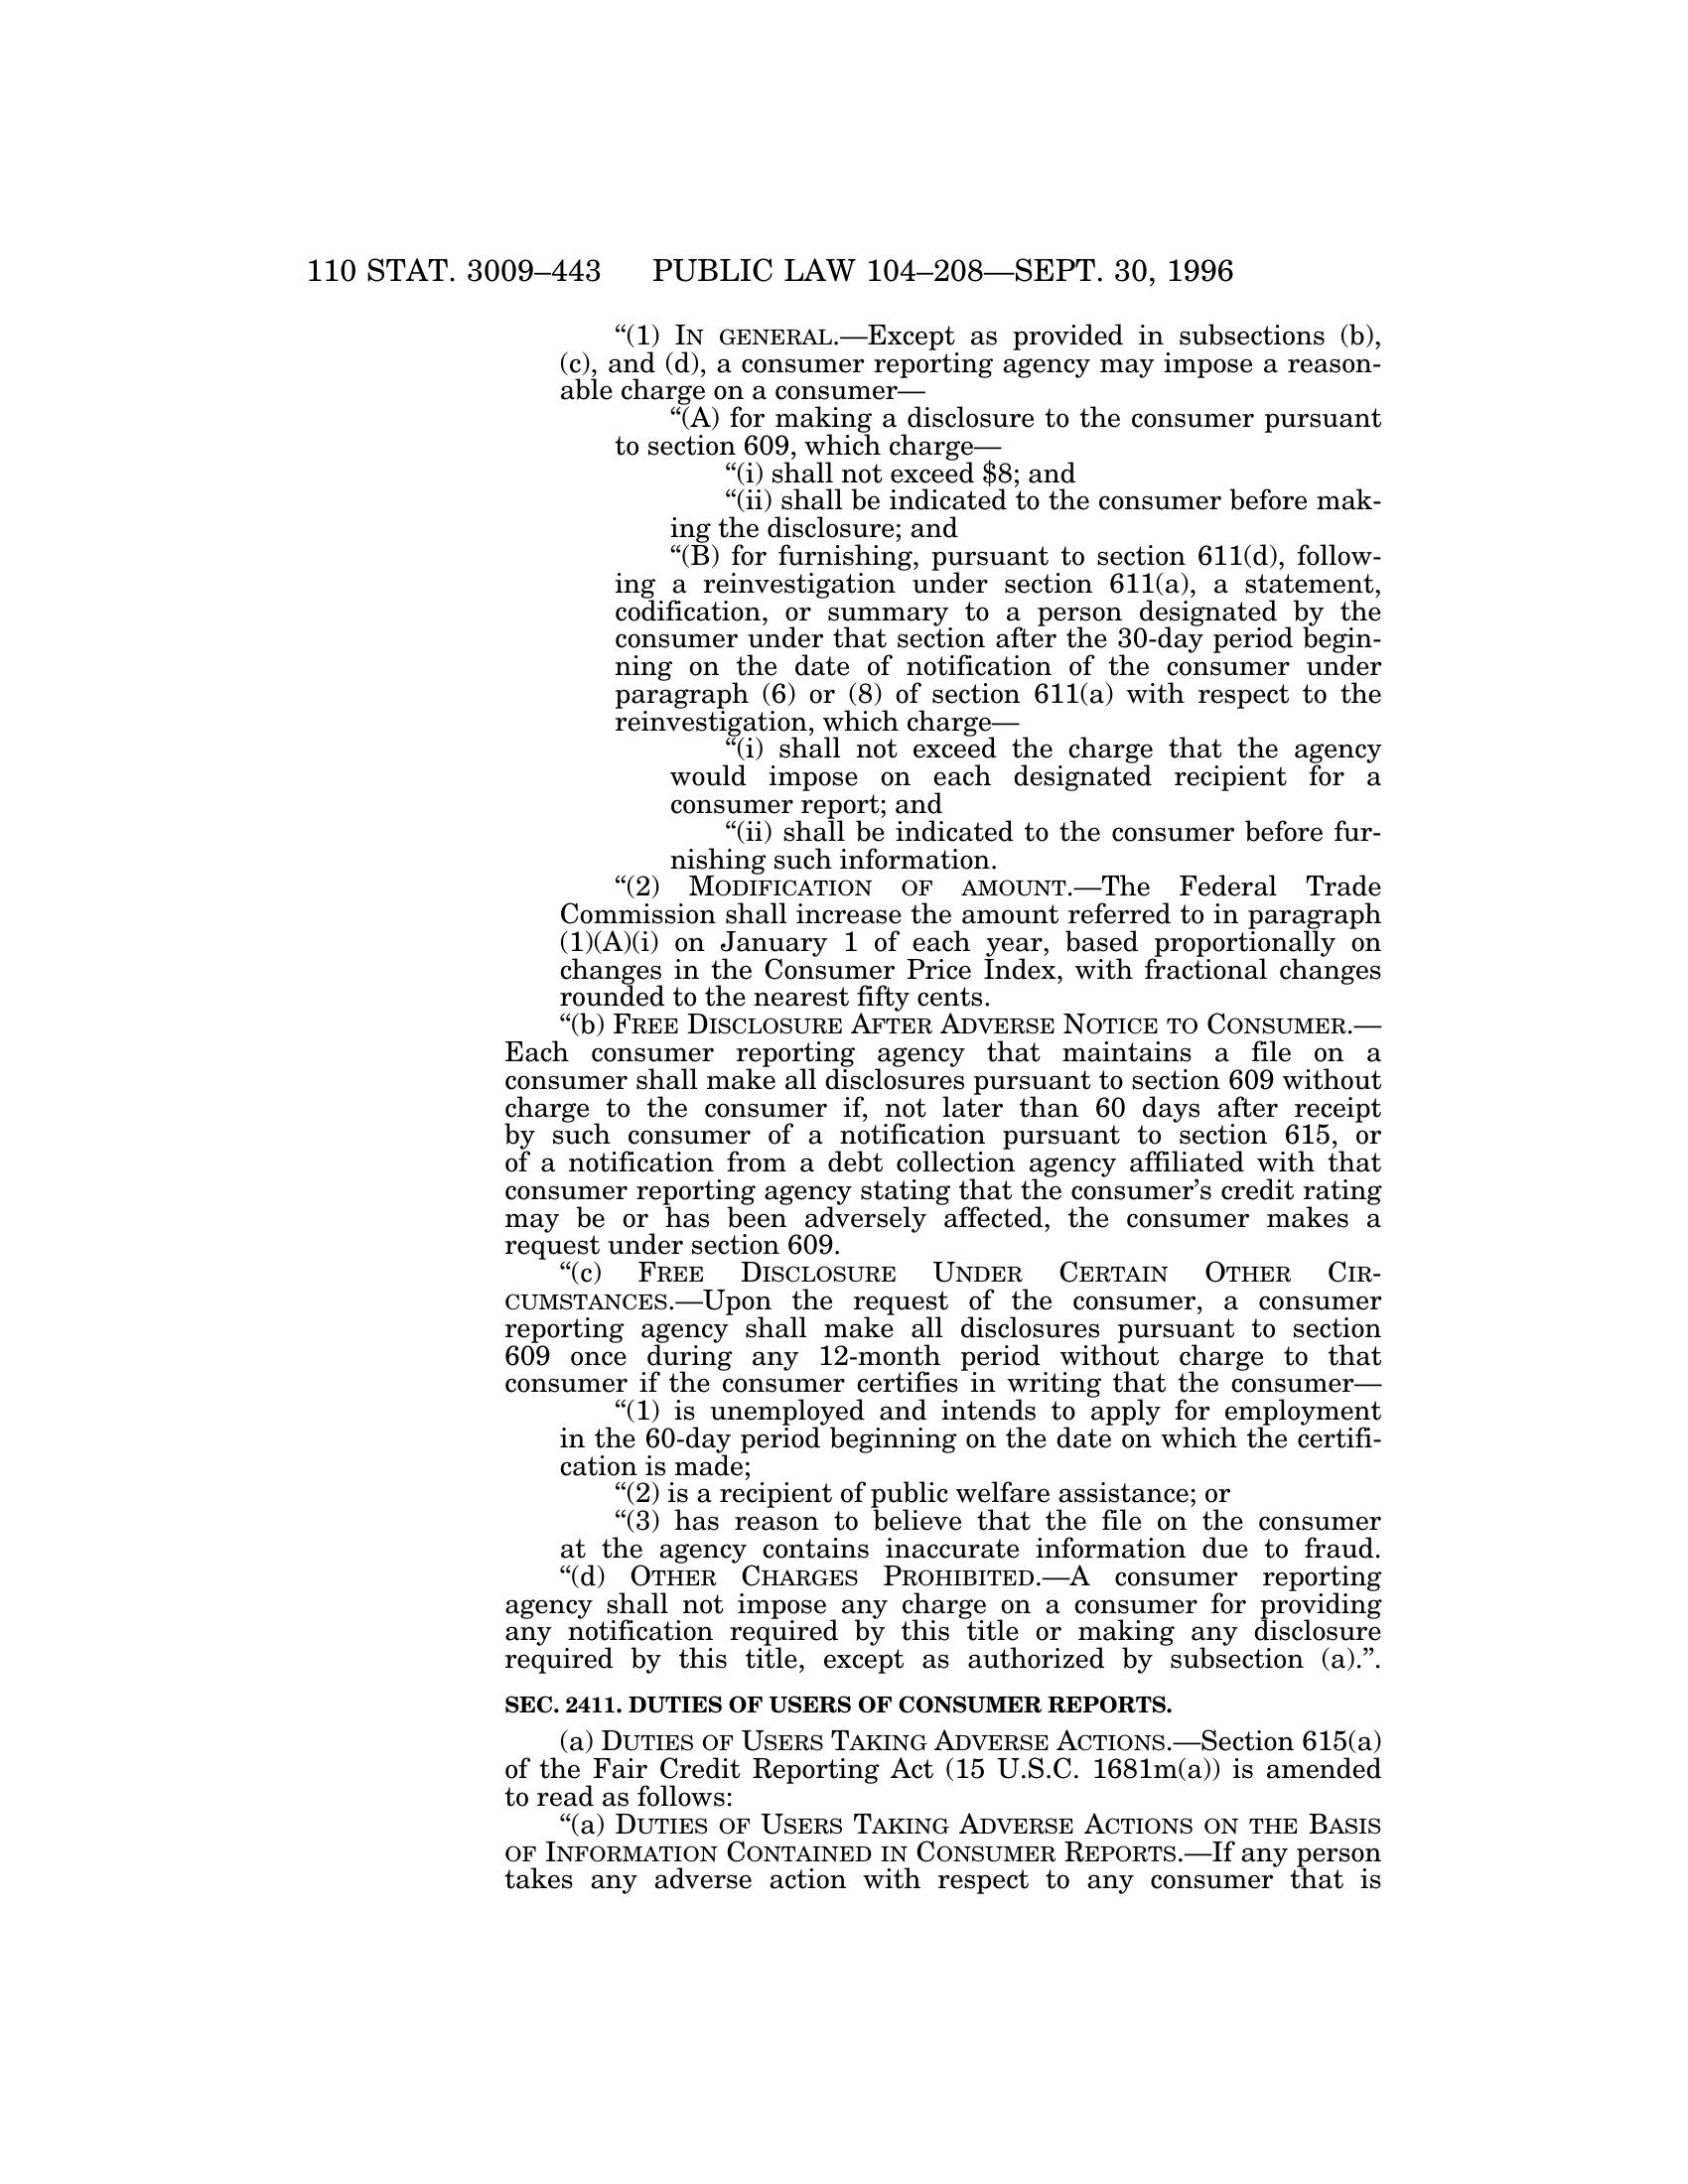 110 STAT. 3009–443 PUBLIC LAW 104–208—SEPT. 30, 1996
“(1) IN GENERAL.—Except as provided in subsections (b),
(c), and (d), a consumer reporting agency may impose a reason-
able charge on a consumer—
“(A) for making a disclosure to the consumer pursuant
to section 609, which charge—
“(i) shall not exceed $8; and
“(ii) shall be indicated to the consumer before mak-
ing the disclosure; and
“(B) for furnishing, pursuant to section 611(d), follow-
ing a reinvestigation under section 611(a), a statement,
codification, or summary to a person designated by the
consumer under that section after the 30-day period begin-
ning on the date of notification of the consumer under
paragraph (6) or (8) of section 611(a) with respect to the
reinvestigation, which charge—
“(i) shall not exceed the charge that the agency
would impose on each designated recipient for a
consumer report; and
“(ii) shall be indicated to the consumer before fur-
nishing such information.
“(2) MODIFICATION OF AMOUNT.—The Federal Trade
Commission shall increase the amount referred to in paragraph
(1)(A)(i) on January 1 of each year, based proportionally on
changes in the Consumer Price Index, with fractional changes
rounded to the nearest fifty cents.
“(b) FREE DISCLOSURE AFTER ADVERSE NOTICE TO CONSUMER.—
Each consumer reporting agency that maintains a file on a
consumer shall make all disclosures pursuant to section 609 without
charge to the consumer if, not later than 60 days after receipt
by such consumer of a notification pursuant to section 615, or
of a notification from a debt collection agency affiliated with that
consumer reporting agency stating that the consumer’s credit rating
may be or has been adversely affected, the consumer makes a
request under section 609.
“(c) FREE DISCLOSURE UNDER CERTAIN OTHER CIR-
CUMSTANCES.—Upon the request of the consumer, a consumer
reporting agency shall make all disclosures pursuant to section
609 once during any 12-month period without charge to that
consumer if the consumer certifies in writing that the consumer—
“(1) is unemployed and intends to apply for employment
in the 60-day period beginning on the date on which the certifi-
cation is made;
“(2) is a recipient of public welfare assistance; or
“(3) has reason to believe that the file on the consumer
at the agency contains inaccurate information due to fraud.
“(d) OTHER CHARGES PROHIBITED.—A consumer reporting
agency shall not impose any charge on a consumer for providing
any notification required by this title or making any disclosure
required by this title, except as authorized by subsection (a).”.
SEC. 2411. DUTIES OF USERS OF CONSUMER REPORTS.
(a) DUTIES OF USERS TAKING ADVERSE ACTIONS.—Section 615(a)
of the Fair Credit Reporting Act (15 U.S.C. 1681m(a)) is amended
to read as follows:
“(a) DUTIES OF USERS TAKING ADVERSE ACTIONS ON THE BASIS
OF INFORMATION CONTAINED IN CONSUMER REPORTS.—If any person
takes any adverse action with respect to any consumer that is